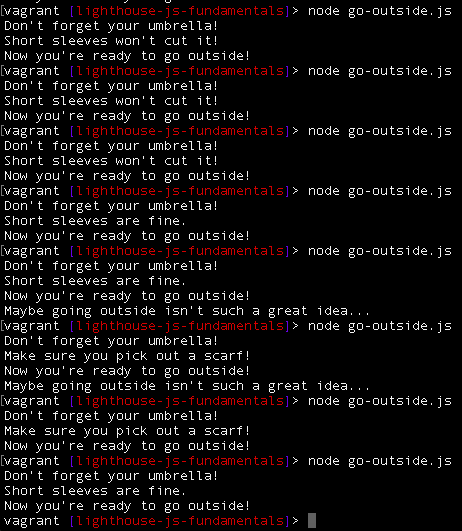 [vagrant [lighthouse-js-fundamentals]> node go-outside.js
Don't forget your umbrella!
Short sleeves won't cut it!
Now you're ready to go outside!
[vagrant [lighthouse-js-fundamentals]> node go-outside.js
Don't forget your umbrella!
Short sleeves won't cut it!
Now you're ready to go outside!
[vagrant [lighthouse-js-fundamentals]> node go-outside.js
Don't forget your umbrella!
Short sleeves won't cut it!
Now you're ready to go outside!
[vagrant [lighthouse-js-fundamentals]> node go-outside.js
Don't forget your umbrella!
Short sleeves are fine.
Now you're ready to go outside!
[vagrant [lighthouse-js-fundamentals]> node go-outside.js
Don't forget your umbrella!
Short sleeves are fine.
Now you're ready to go outside!
Maybe going outside isn't such a great idea...
[vagrant [lighthouse-js-fundamentals]> node go-outside.js
Don't forget your umbrella!
Make sure you pick out a scarf!
Now you're ready to go outside!
Maybe going outside isn't such a great idea...
[vagrant [lighthouse-js-fundamentals]> node go-outside.js
Don't forget your umbrella!
Make sure you pick out a scarf!
Now you're ready to go outside!
[vagrant [lighthouse-js-fundamentals]> node go-outside.js
Don't forget your umbrella!
Short sleeves are fine.
Now you're ready to go outside!
vagrant [lighthouse-js-fundamentals]>